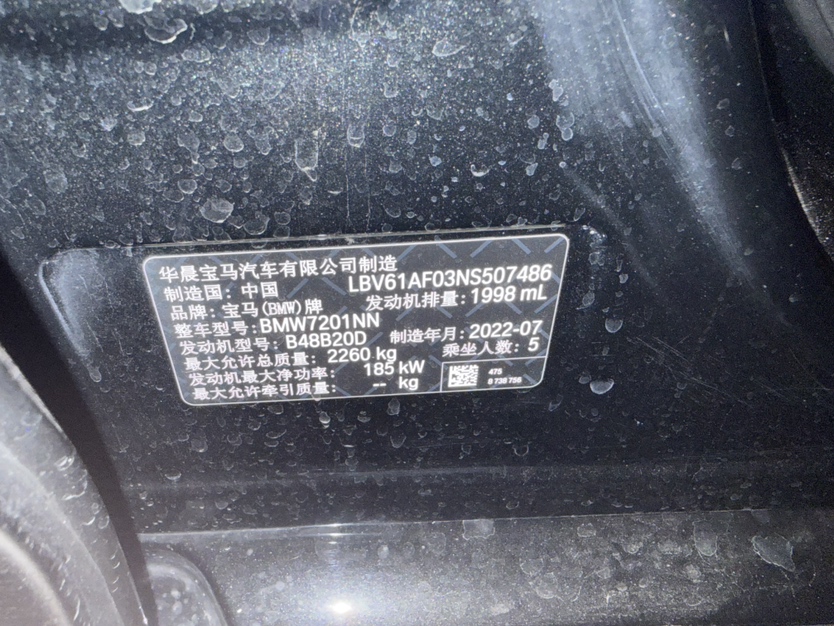 华晨宝马汽车有限公司制造
制造国: 中国 LBV61AF03NS507486
品牌: 宝马(BMW)牌 发动机排量: 1998 mL
整车型号: BMW7201NN
发动机型号: B48B20D 制造年月: 2022-07
最大允许总质量: 2260 kg 乘坐人数: 5
发动机最大净功率: 185 kW
最大允许牵引质量: -- kg
475
8 738 756